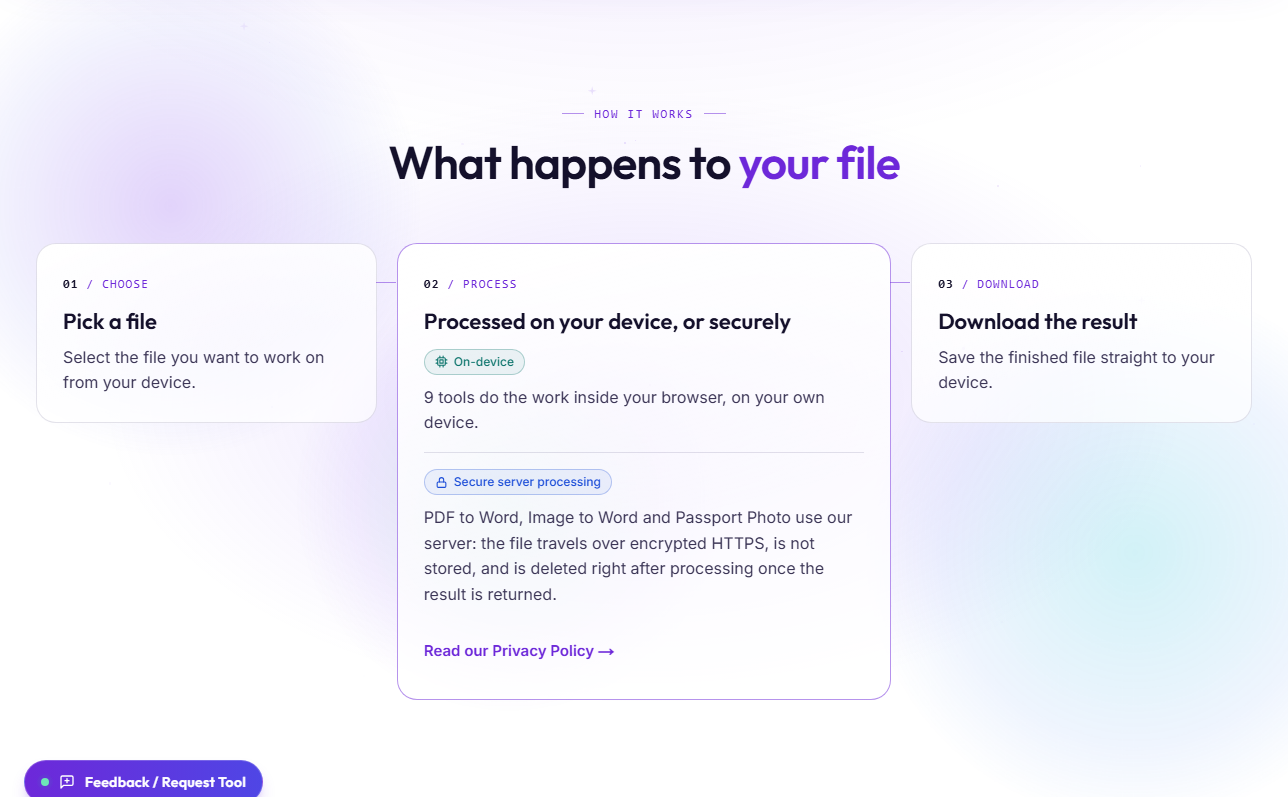 HOW IT WORKS
What happens to your file
01 / CHOOSE
Pick a file
Select the file you want to work on
from your device.
02 / PROCESS
Processed on your device, or securely
On-device
9 tools do the work inside your browser, on your own
device.
Secure server processing
PDF to Word, Image to Word and Passport Photo use our
server: the file travels over encrypted HTTPS, is not
stored, and is deleted right after processing once the
result is returned.
Read our Privacy Policy →
03 / DOWNLOAD
Download the result
Save the finished file straight to your
device.
Feedback / Request Tool